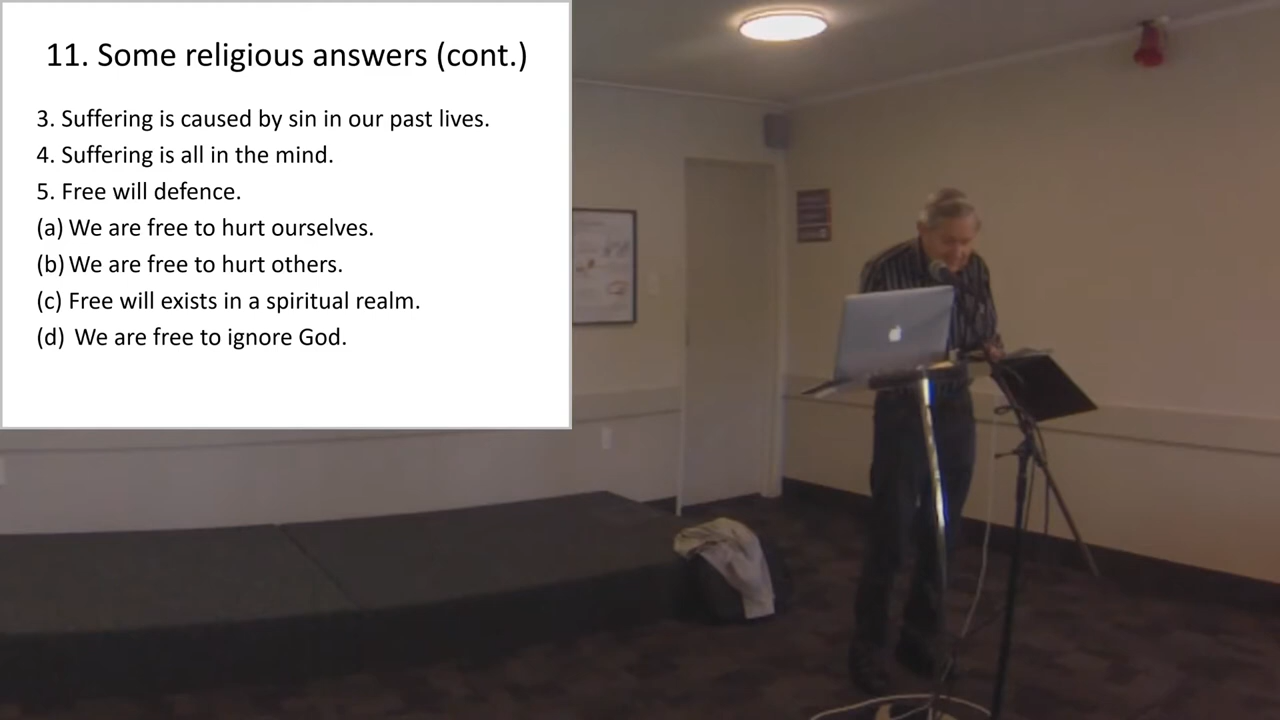 11. Some religious answers (cont.)
3. Suffering is caused by sin in our past lives.
4. Suffering is all in the mind.
5. Free will defence.
(a) We are free to hurt ourselves.
(b) We are free to hurt others.
(c) Free will exists in a spiritual realm.
(d) We are free to ignore God.